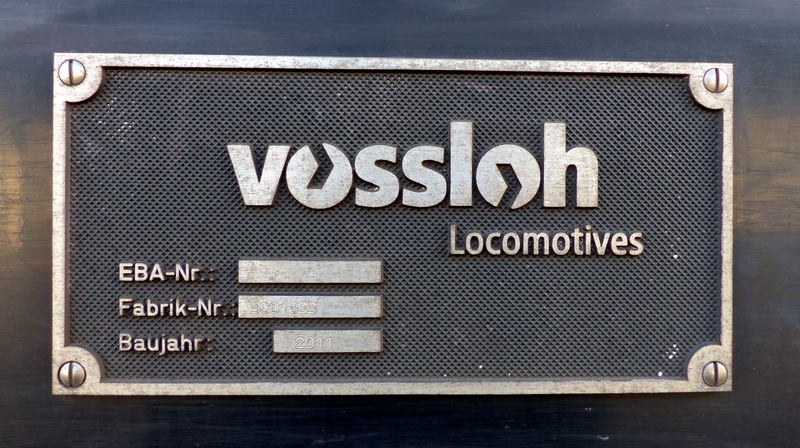 vossloh
Locomotives
EBA-Nr.:
Fabrik-Nr.:
Baujahr: 2011